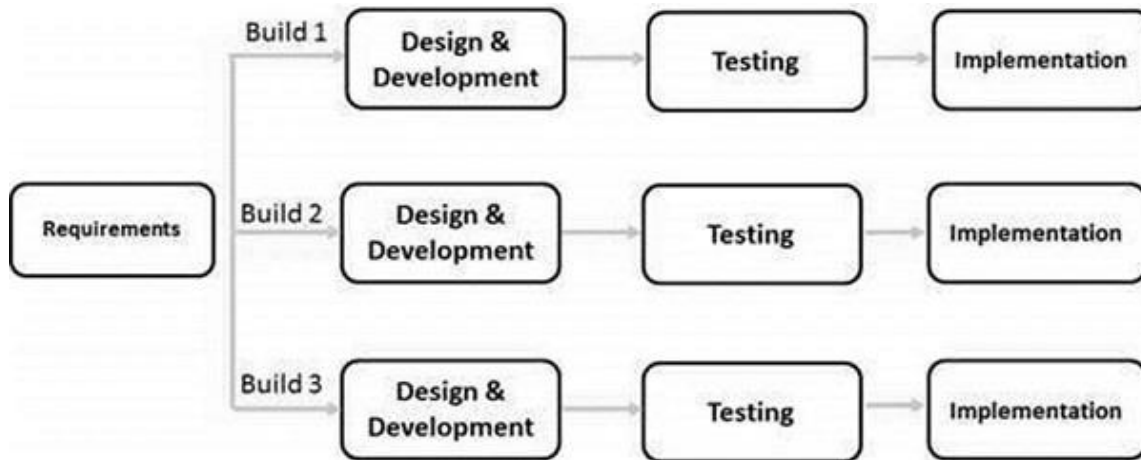 Build 1
Design &
Development
Testing
Implementation
Requirements
Build 2
Design &
Development
Testing
Implementation
Build 3
Design &
Development
Testing
Implementation